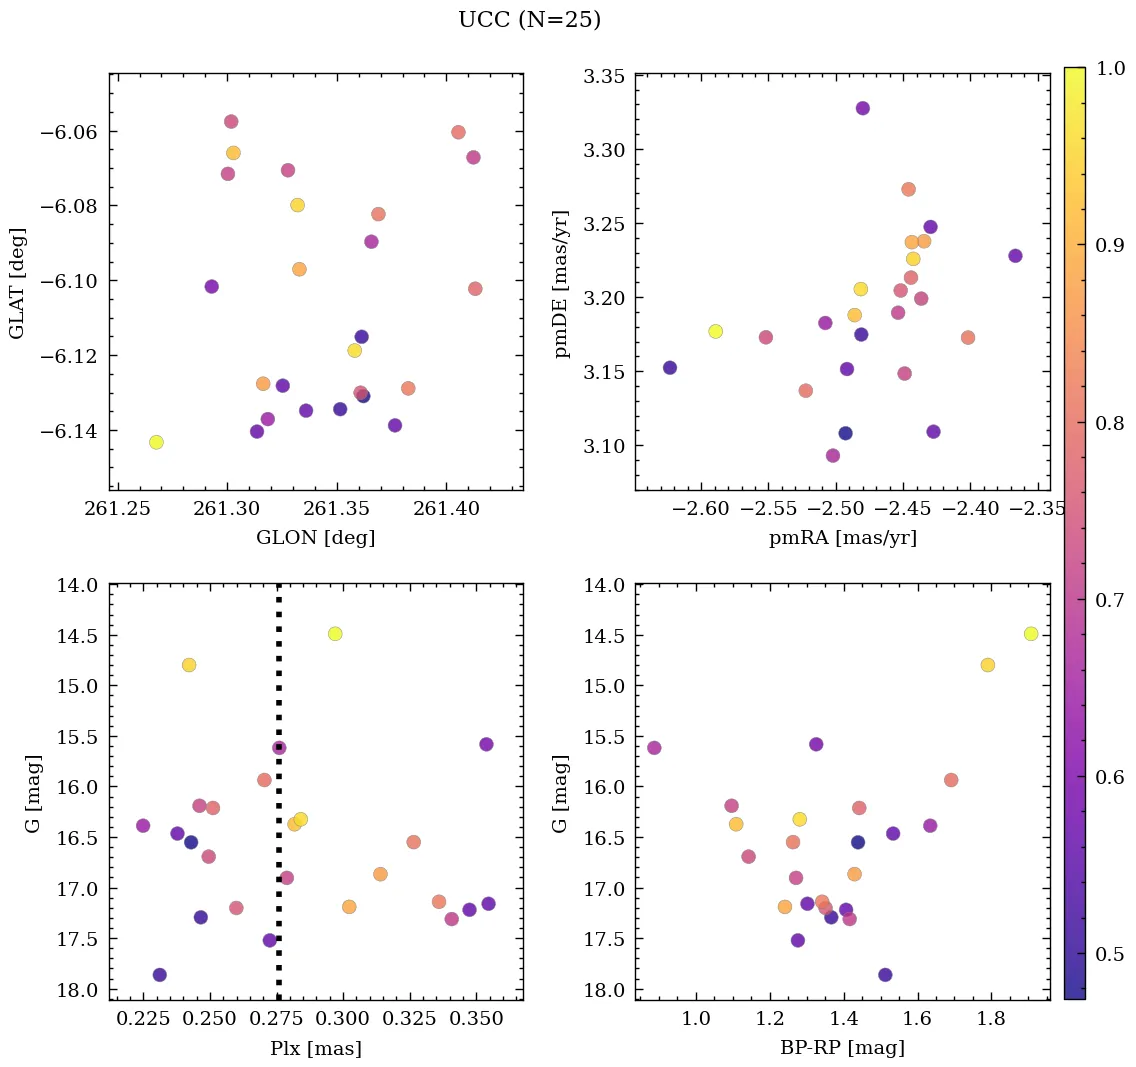 UCC (N=25)
−6.06
−6.08
−6.10
−6.12
−6.14
GLAT [deg]
261.25 261.30 261.35 261.40
GLON [deg]
3.35
3.30
3.25
3.20
3.15
3.10
pmDE [mas/yr]
−2.60 −2.55 −2.50 −2.45 −2.40 −2.35
pmRA [mas/yr]
14.0
14.5
15.0
15.5
16.0
16.5
17.0
17.5
18.0
G [mag]
0.225 0.250 0.275 0.300 0.325 0.350
Plx [mas]
14.0
14.5
15.0
15.5
16.0
16.5
17.0
17.5
18.0
G [mag]
1.0 1.2 1.4 1.6 1.8
BP-RP [mag]
1.0
0.9
0.8
0.7
0.6
0.5